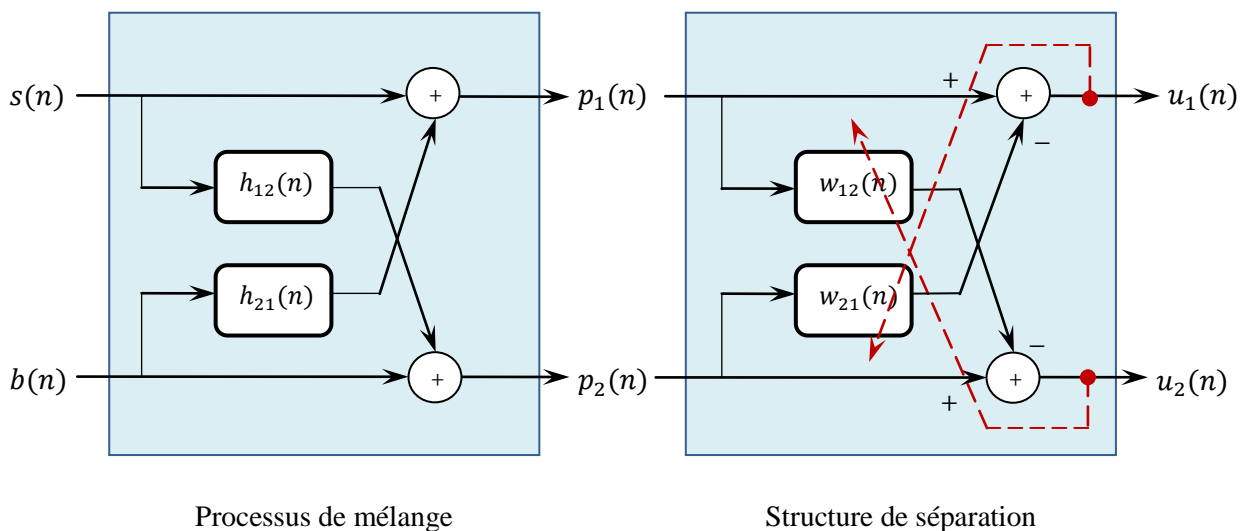 s(n)
+
p₁(n)
+
+
u₁(n)
−
h₁₂(n)
w₁₂(n)
h₂₁(n)
w₂₁(n)
−
b(n)
+
p₂(n)
+
+
u₂(n)
Processus de mélange
Structure de séparation